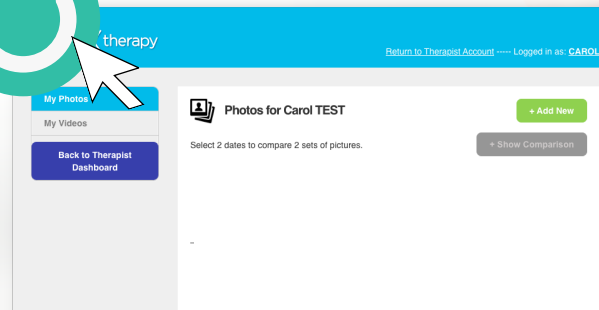 therapy
Return to Therapist Account ----- Logged in as: CAROL
My Photos
My Videos
Back to Therapist
Dashboard
Photos for Carol TEST
+ Add New
Select 2 dates to compare 2 sets of pictures.
+ Show Comparison